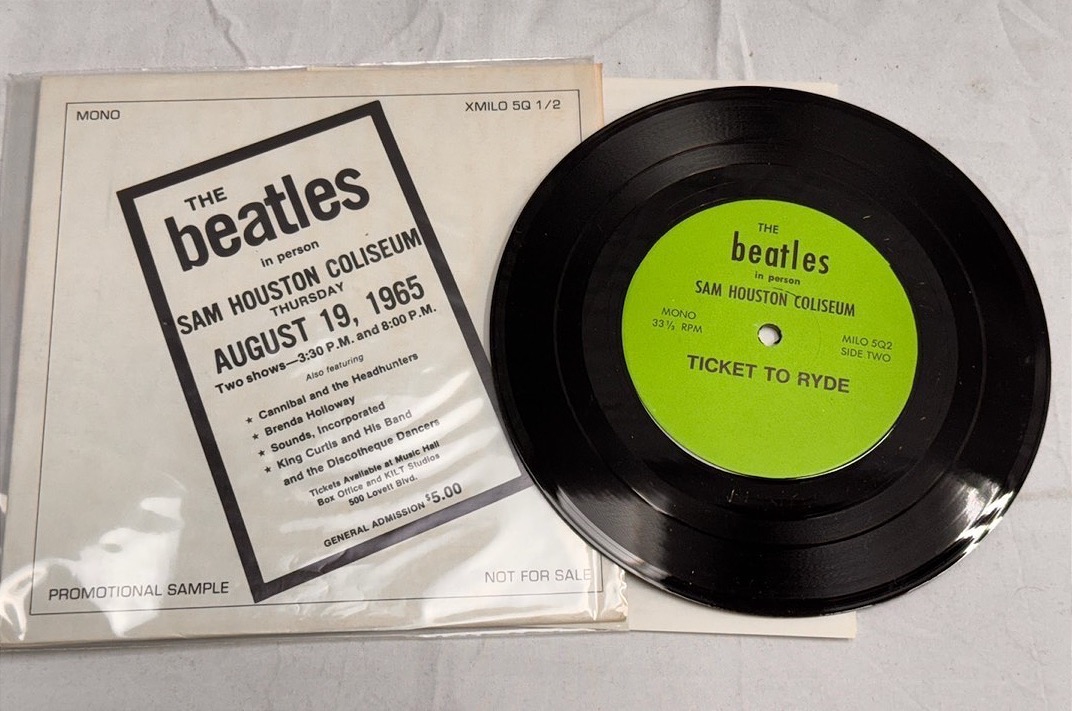 MONO
XMILO 5Q 1/2
THE
beatles
in person
SAM HOUSTON COLISEUM
THURSDAY
AUGUST 19, 1965
Two shows—3:30 P.M. and 8:00 P.M.
Also featuring
★ Cannibal and the Headhunters
★ Brenda Holloway
★ Sounds, Incorporated
★ King Curtis and His Band
and the Discotheque Dancers
Tickets Available at Music Hall
Box Office and KILT Studios
500 Lovett Blvd.
GENERAL ADMISSION $5.00
PROMOTIONAL SAMPLE
NOT FOR SALE
THE
beatles
in person
SAM HOUSTON COLISEUM
MONO
33⅓ RPM
MILO 5Q2
SIDE TWO
TICKET TO RYDE